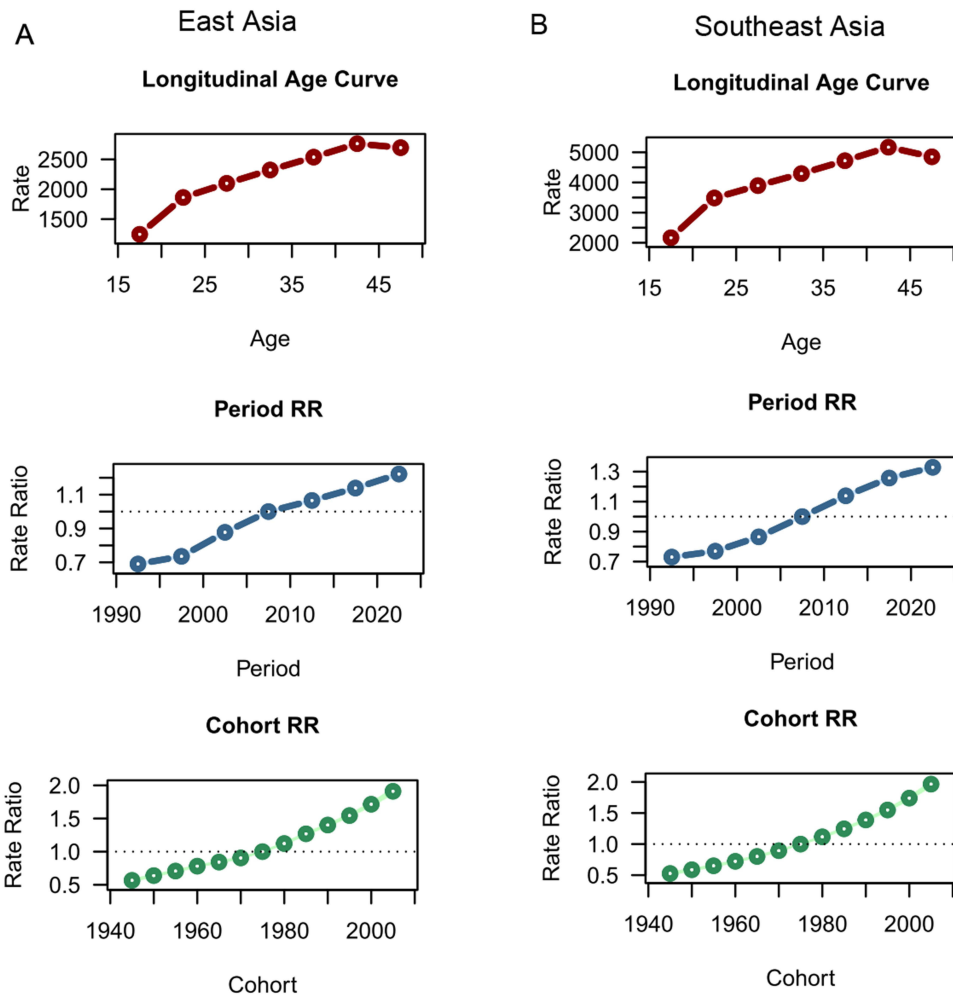 A
East Asia
Longitudinal Age Curve
Rate
2500
2000
1500
15 25 35 45
Age
Period RR
Rate Ratio
1.1
0.9
0.7
1990 2000 2010 2020
Period
Cohort RR
Rate Ratio
2.0
1.5
1.0
0.5
1940 1960 1980 2000
Cohort
B
Southeast Asia
Longitudinal Age Curve
Rate
5000
4000
3000
2000
15 25 35 45
Age
Period RR
Rate Ratio
1.3
1.1
0.9
0.7
1990 2000 2010 2020
Period
Cohort RR
Rate Ratio
2.0
1.5
1.0
0.5
1940 1960 1980 2000
Cohort